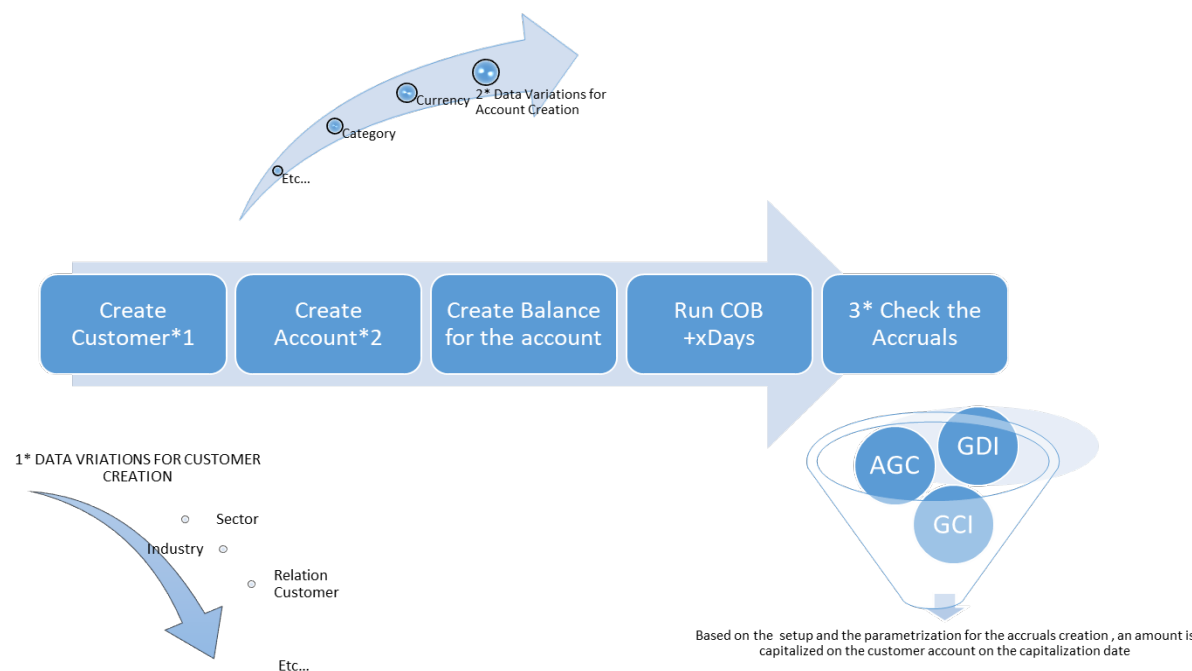 Currency
2* Data Variations for
Account Creation
Category
Etc...
Create
Customer*1
Create
Account*2
Create Balance
for the account
Run COB
+xDays
3* Check the
Accruals
1* DATA VRIATIONS FOR CUSTOMER
CREATION
Sector
Industry
Relation
Customer
Etc...
AGC
GDI
GCI
Based on the setup and the parametrization for the accruals creation , an amount is
capitalized on the customer account on the capitalization date